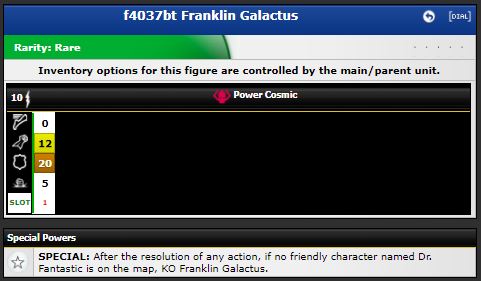 f4037bt Franklin Galactus
[DIAL]
Rarity: Rare
Inventory options for this figure are controlled by the main/parent unit.
10 Power Cosmic
0
12
20
5
SLOT 1
Special Powers
SPECIAL: After the resolution of any action, if no friendly character named Dr.
Fantastic is on the map, KO Franklin Galactus.